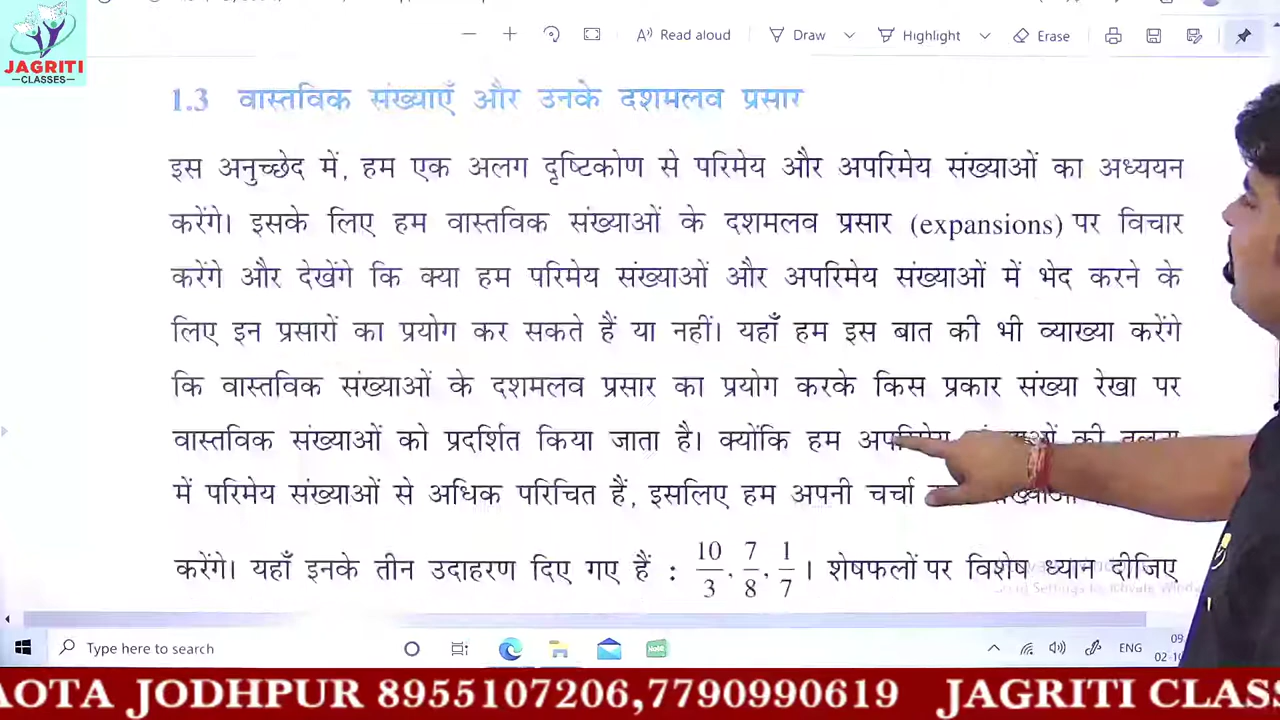 JAGRITI
CLASSES
Read aloud
Draw
Highlight
Erase
1.3 वास्तविक संख्याएँ और उनके दशमलव प्रसार
इस अनुच्छेद में, हम एक अलग दृष्टिकोण से परिमेय और अपरिमेय संख्याओं का अध्ययन
करेंगे। इसके लिए हम वास्तविक संख्याओं के दशमलव प्रसार (expansions) पर विचार
करेंगे और देखेंगे कि क्या हम परिमेय संख्याओं और अपरिमेय संख्याओं में भेद करने के
लिए इन प्रसारों का प्रयोग कर सकते हैं या नहीं। यहाँ हम इस बात की भी व्याख्या करेंगे
कि वास्तविक संख्याओं के दशमलव प्रसार का प्रयोग करके किस प्रकार संख्या रेखा पर
वास्तविक संख्याओं को प्रदर्शित किया जाता है। क्योंकि हम अपरिमेय की
में परिमेय संख्याओं से अधिक परिचित हैं, इसलिए हम अपनी चर्चा
करेंगे। यहाँ इनके तीन उदाहरण दिए गए हैं : 10/3, 7/8, 1/7 । शेषफलों पर विशेष ध्यान दीजिए
Type here to search
ENG
JODHPUR 8955107206,7790990619 JAGRITI